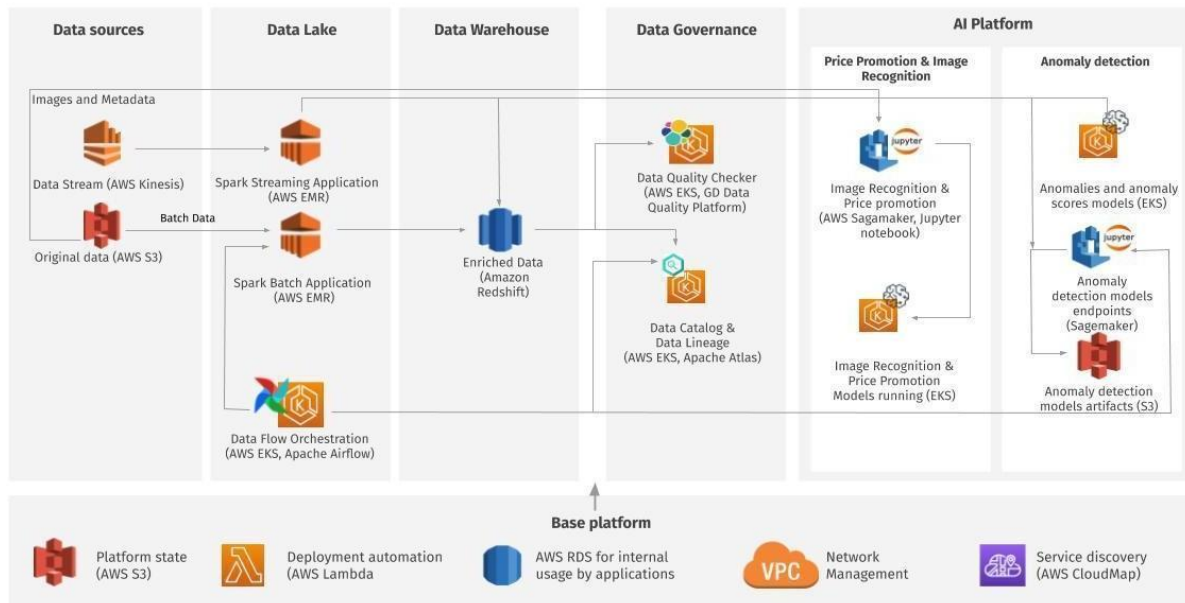 Data sources
Data Lake
Data Warehouse
Data Governance
AI Platform
Price Promotion & Image
Recognition
Anomaly detection
Images and Metadata
Data Stream (AWS Kinesis)
Spark Streaming Application
(AWS EMR)
Batch Data
Original data (AWS S3)
Spark Batch Application
(AWS EMR)
Data Flow Orchestration
(AWS EKS, Apache Airflow)
Enriched Data
(Amazon
Redshift)
Data Quality Checker
(AWS EKS, GD Data
Quality Platform)
Data Catalog &
Data Lineage
(AWS EKS, Apache Atlas)
jupyter
Image Recognition &
Price promotion
(AWS Sagamaker, Jupyter
notebook)
Image Recognition &
Price Promotion
Models running (EKS)
Anomalies and anomaly
scores models (EKS)
jupyter
Anomaly
detection models
endpoints
(Sagemaker)
Anomaly detection
models artifacts (S3)
K
K
K
K
K
Base platform
Platform state
(AWS S3)
Deployment automation
(AWS Lambda
AWS RDS for internal
usage by applications
VPC
Network
Management
Service discovery
(AWS CloudMap)